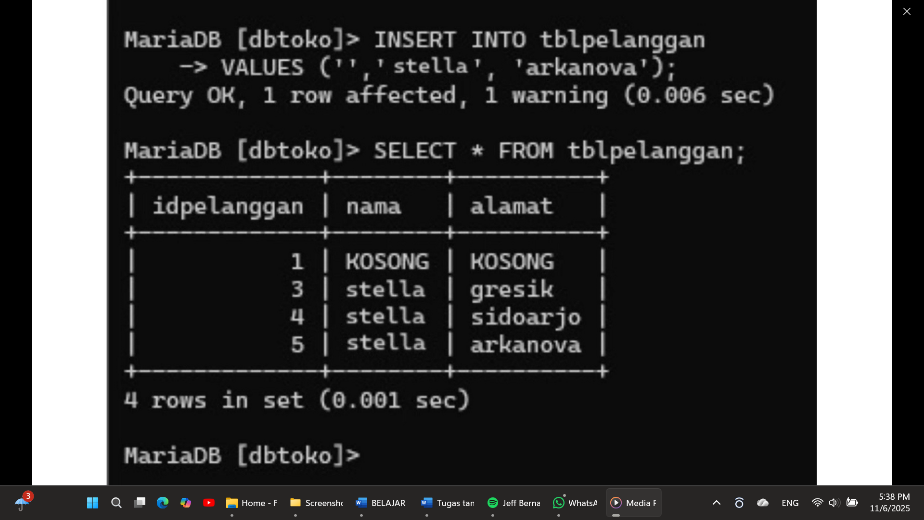 MariaDB [dbtoko]> INSERT INTO tblpelanggan
-> VALUES ('','stella', 'arkanova');
Query OK, 1 row affected, 1 warning (0.006 sec)
MariaDB [dbtoko]> SELECT * FROM tblpelanggan;
+-------------+--------+----------+
| idpelanggan | nama | alamat |
+-------------+--------+----------+
| 1 | KOSONG | KOSONG |
| 3 | stella | gresik |
| 4 | stella | sidoarjo |
| 5 | stella | arkanova |
+-------------+--------+----------+
4 rows in set (0.001 sec)
MariaDB [dbtoko]>
3 Home - F Screensho BELAJAR Tugas tan Jeff Berna WhatsA Media P ENG 5:38 PM
11/6/2025